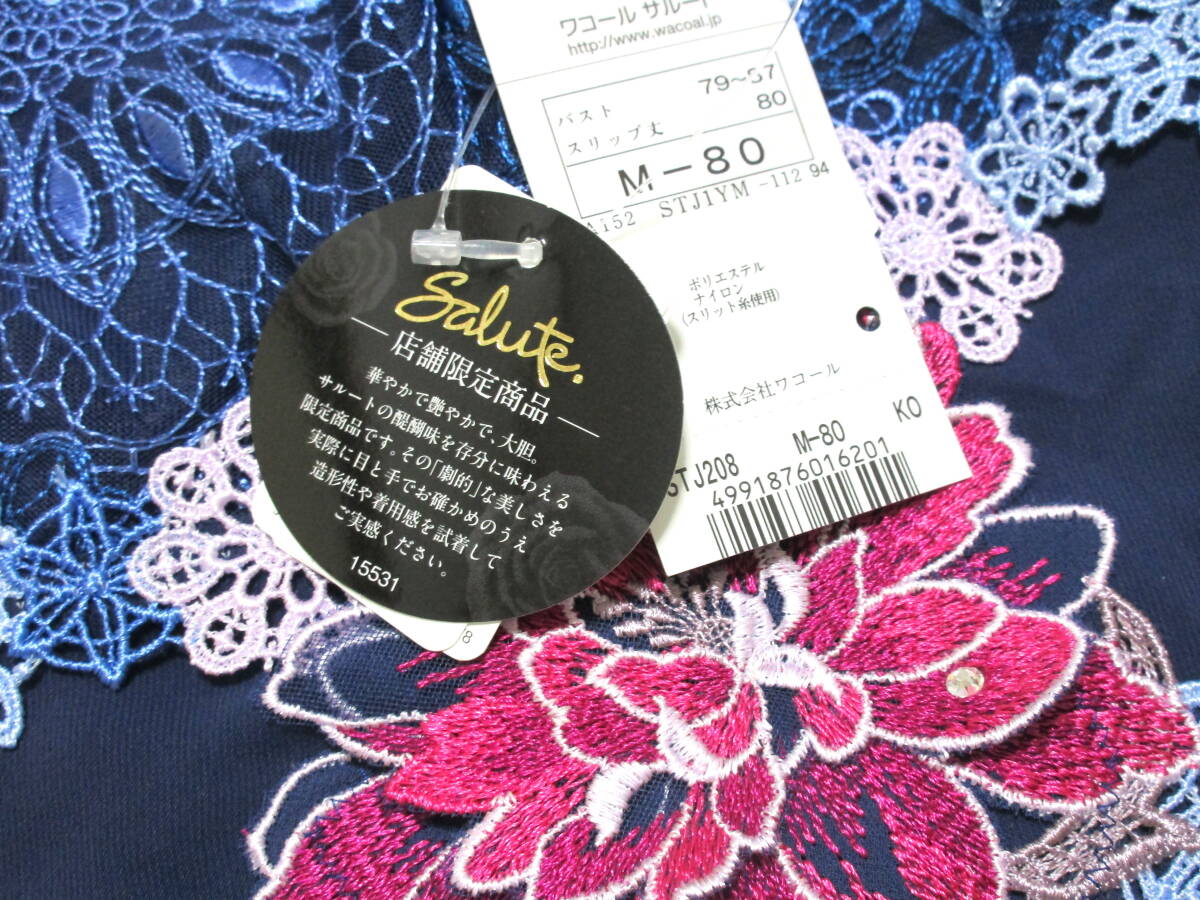 ワコール サルート
http://www.wacoal.jp
バスト 79~87
スリップ丈 80
M-80
Ai52 STJ1YM -112 94
ポリエステル
ナイロン
(スリット糸使用)
株式会社ワコール
M-80 KO
STJ208
4991876016201
Salute.
店舗限定商品
華やかで艶やかで、大胆。
サルートの醍醐味を存分に味わえる
限定商品です。その「劇的」な美しさを
実際に目と手でお確かめのうえ
造形性や着用感を試着して
ご実感ください。
15531
8